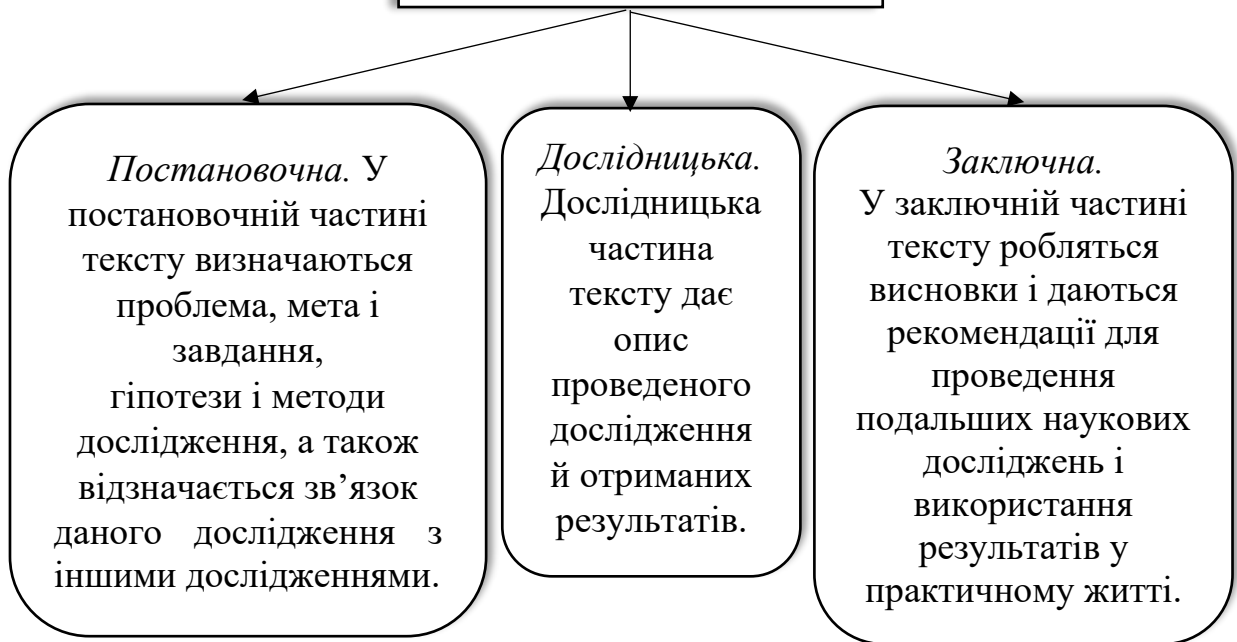 Постановочна. У
постановочній частині
тексту визначаються
проблема, мета і
завдання,
гіпотези і методи
дослідження, а також
відзначається зв’язок
даного дослідження з
іншими дослідженнями.
Дослідницька.
Дослідницька
частина
тексту дає
опис
проведеного
дослідження
й отриманих
результатів.
Заключна.
У заключній частині
тексту робляться
висновки і даються
рекомендації для
проведення
подальших наукових
досліджень і
використання
результатів у
практичному житті.